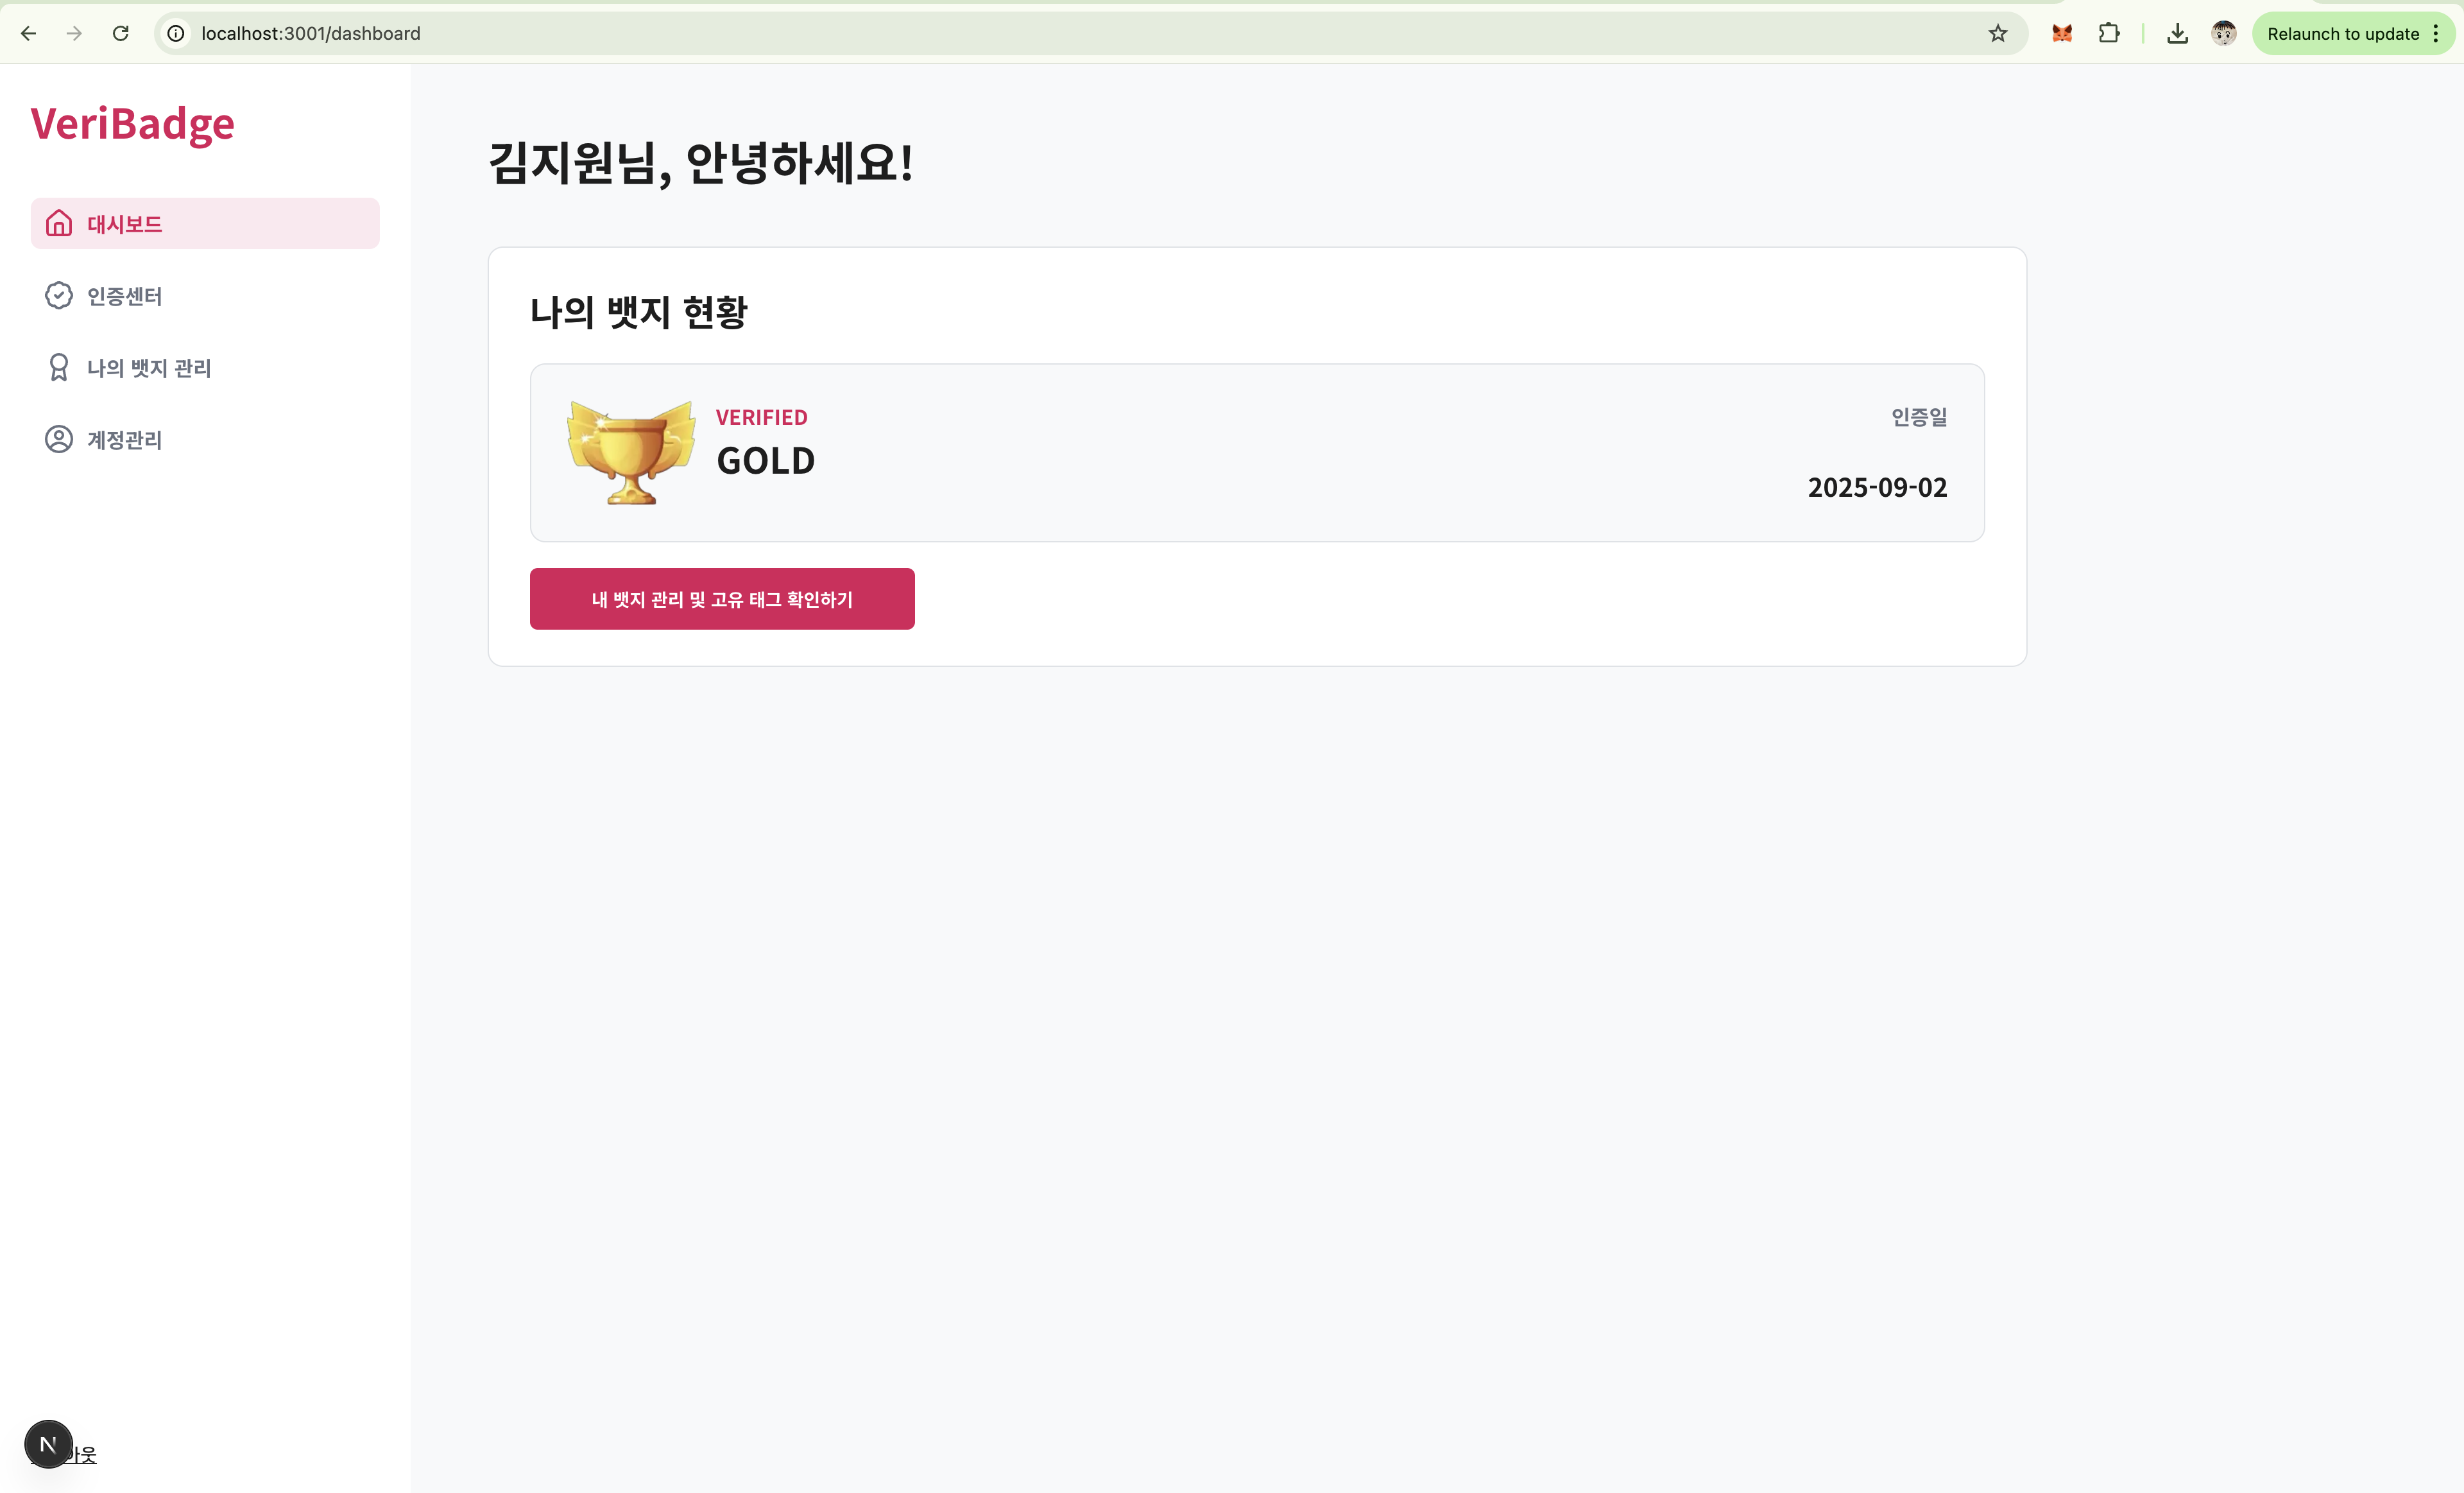 localhost:3001/dashboard
Relaunch to update
VeriBadge
대시보드
인증센터
나의 뱃지 관리
계정관리
김지원님, 안녕하세요!
나의 뱃지 현황
VERIFIED
GOLD
인증일
2025-09-02
내 뱃지 관리 및 고유 태그 확인하기
N